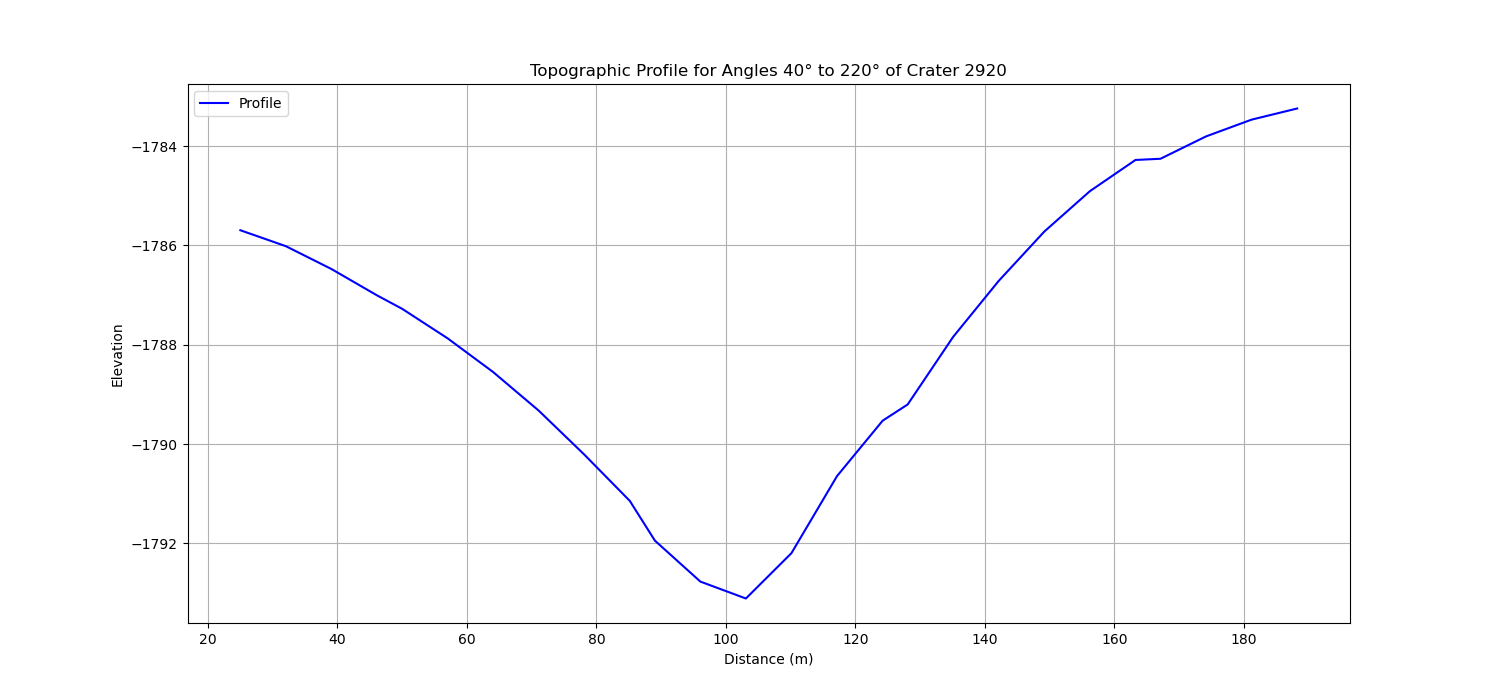 Topographic Profile for Angles 40° to 220° of Crater 2920
Profile
−1784
−1786
−1788
−1790
−1792
Elevation
20 40 60 80 100 120 140 160 180
Distance (m)